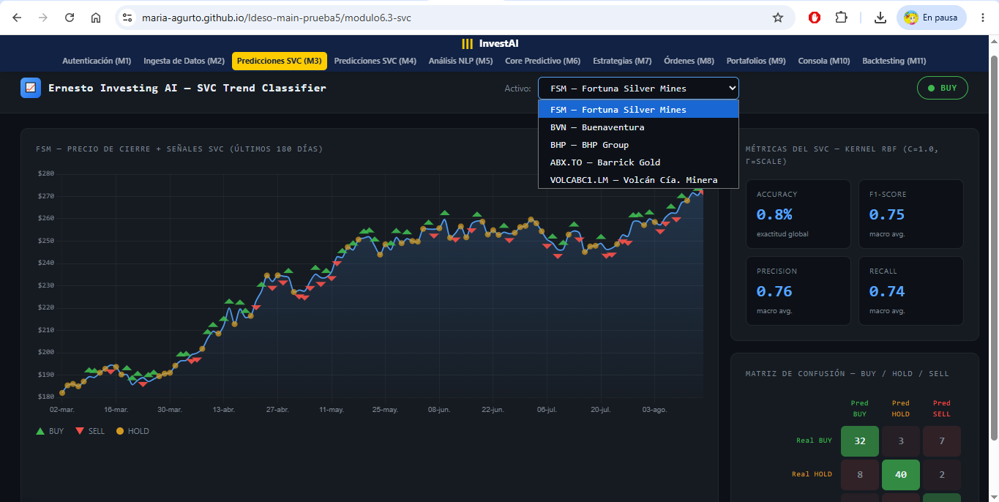 maria-agurto.github.io/ldeso-main-prueba5/modulo6.3-svc
En pausa
InvestAI
Autenticación (M1) Ingesta de Datos (M2) Predicciones SVC (M3) Predicciones SVC (M4) Análisis NLP (M5) Core Predictivo (M6) Estrategias (M7) Órdenes (M8) Portafolios (M9) Consola (M10) Backtesting (M11)
Ernesto Investing AI — SVC Trend Classifier
Activo:
FSM — Fortuna Silver Mines
BUY
FSM — Fortuna Silver Mines
BVN — Buenaventura
BHP — BHP Group
ABX.TO — Barrick Gold
VOLCABC1.LM — Volcán Cía. Minera
FSM — PRECIO DE CIERRE + SEÑALES SVC (ÚLTIMOS 180 DÍAS)
$280
$270
$260
$250
$240
$230
$220
$210
$200
$190
$180
02-mar. 16-mar. 30-mar. 13-abr. 27-abr. 11-may. 25-may. 08-jun. 22-jun. 06-jul. 20-jul. 03-ago.
BUY SELL HOLD
MÉTRICAS DEL SVC — KERNEL RBF (C=1.0,
Γ=SCALE)
ACCURACY
0.8%
exactitud global
F1-SCORE
0.75
macro avg.
PRECISION
0.76
macro avg.
RECALL
0.74
macro avg.
MATRIZ DE CONFUSIÓN — BUY / HOLD / SELL
Pred Pred Pred
BUY HOLD SELL
Real BUY 32 3 7
Real HOLD 8 40 2